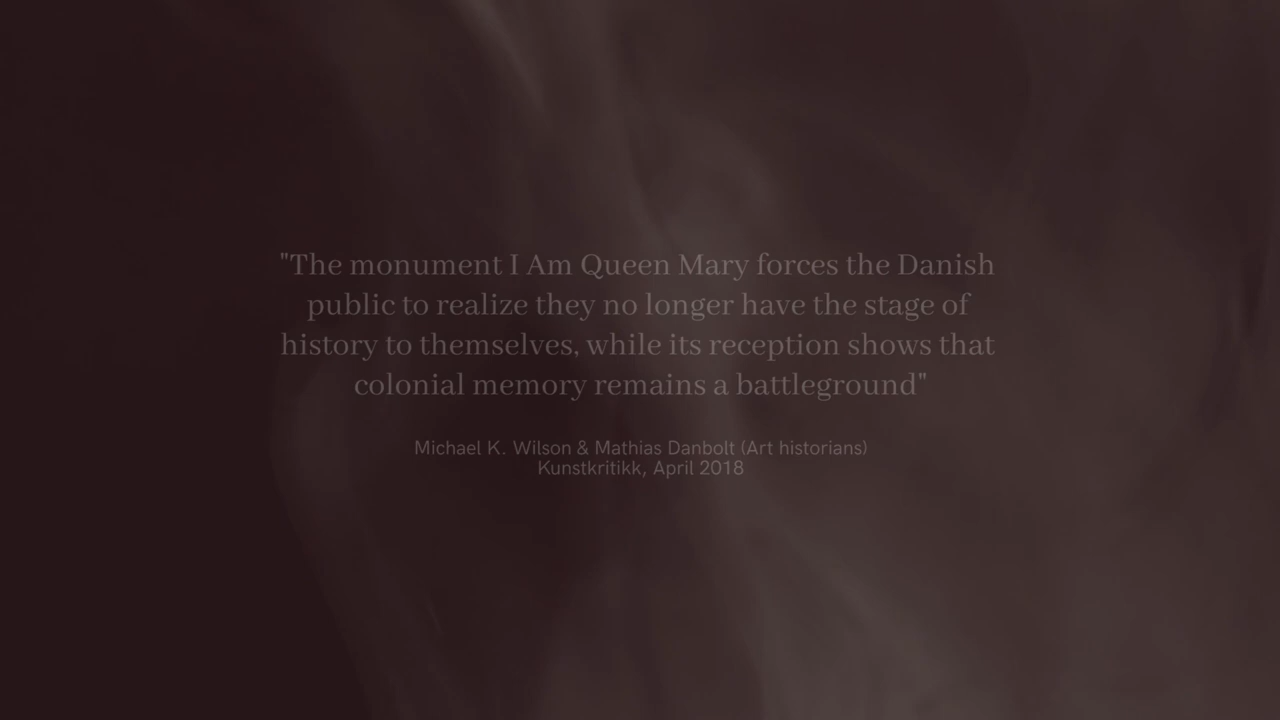 "The monument I Am Queen Mary forces the Danish
public to realize they no longer have the stage of
history to themselves, while its reception shows that
colonial memory remains a battleground"
Michael K. Wilson & Mathias Danbolt (Art historians)
Kunstkritikk, April 2018